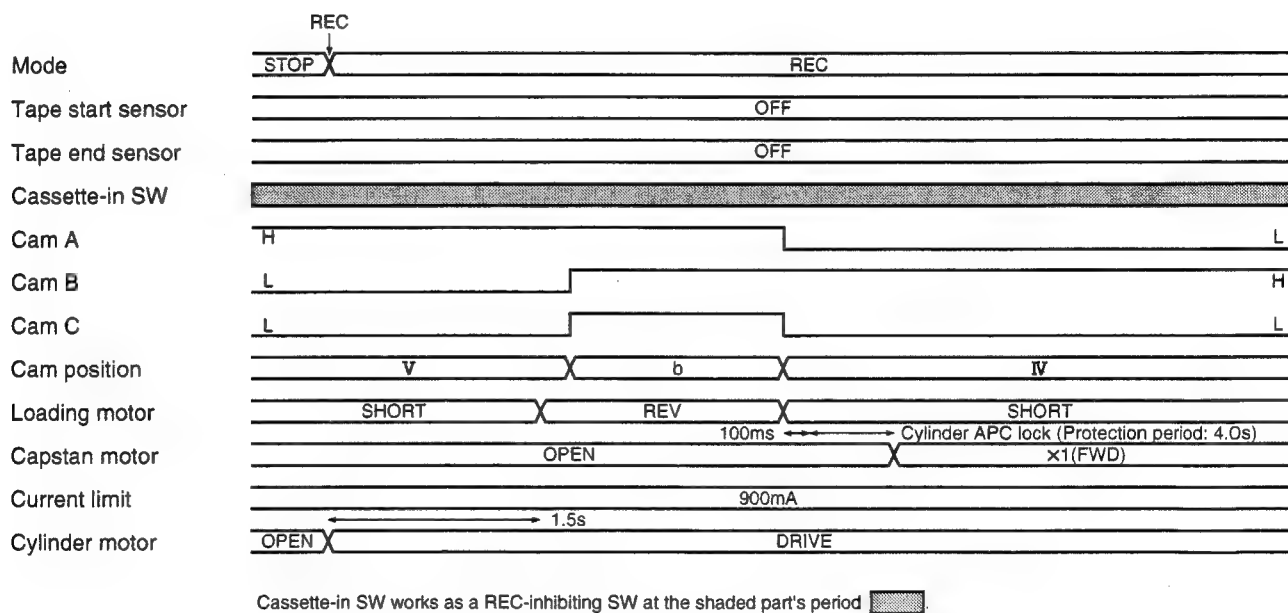 REC
Mode STOP REC
Tape start sensor OFF
Tape end sensor OFF
Cassette-in SW
Cam A H L
Cam B L H
Cam C L L
Cam position V b IV
Loading motor SHORT REV SHORT
100ms Cylinder APC lock (Protection period: 4.0s)
Capstan motor OPEN ×1(FWD)
Current limit 900mA
1.5s
Cylinder motor OPEN DRIVE
Cassette-in SW works as a REC-inhibiting SW at the shaded part's period